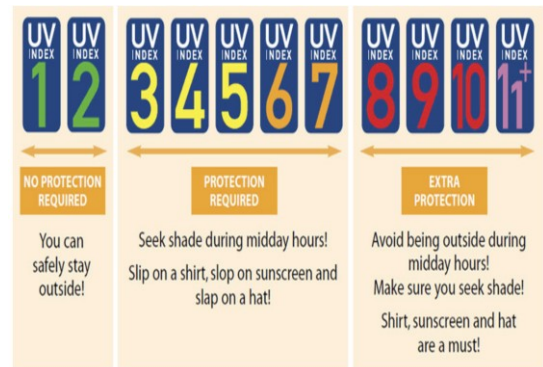 UV INDEX 1
UV INDEX 2
UV INDEX 3
UV INDEX 4
UV INDEX 5
UV INDEX 6
UV INDEX 7
UV INDEX 8
UV INDEX 9
UV INDEX 10
UV INDEX 11+
NO PROTECTION
REQUIRED
You can
safely stay
outside!
PROTECTION
REQUIRED
Seek shade during midday hours!
Slip on a shirt, slop on sunscreen and
slap on a hat!
EXTRA
PROTECTION
Avoid being outside during
midday hours!
Make sure you seek shade!
Shirt, sunscreen and hat
are a must!